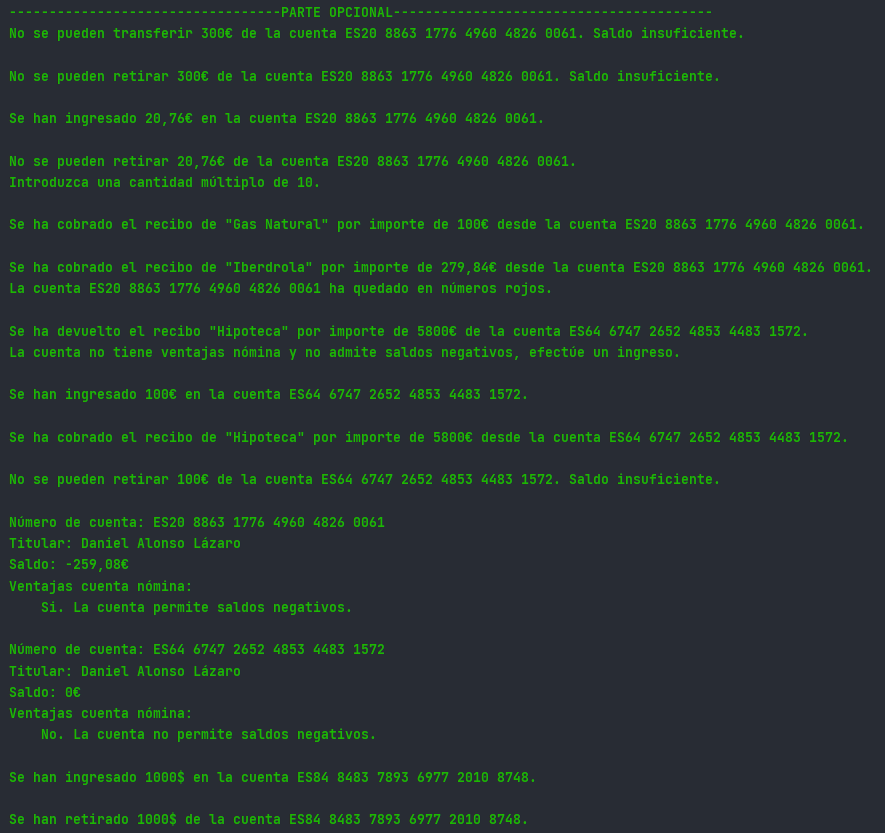 ----------------------------------PARTE OPCIONAL----------------------------------------
No se pueden transferir 300€ de la cuenta ES20 8863 1776 4960 4826 0061. Saldo insuficiente.
No se pueden retirar 300€ de la cuenta ES20 8863 1776 4960 4826 0061. Saldo insuficiente.
Se han ingresado 20,76€ en la cuenta ES20 8863 1776 4960 4826 0061.
No se pueden retirar 20,76€ de la cuenta ES20 8863 1776 4960 4826 0061.
Introduzca una cantidad múltiplo de 10.
Se ha cobrado el recibo de "Gas Natural" por importe de 100€ desde la cuenta ES20 8863 1776 4960 4826 0061.
Se ha cobrado el recibo de "Iberdrola" por importe de 279,84€ desde la cuenta ES20 8863 1776 4960 4826 0061.
La cuenta ES20 8863 1776 4960 4826 0061 ha quedado en números rojos.
Se ha devuelto el recibo "Hipoteca" por importe de 5800€ de la cuenta ES64 6747 2652 4853 4483 1572.
La cuenta no tiene ventajas nómina y no admite saldos negativos, efectúe un ingreso.
Se han ingresado 100€ en la cuenta ES64 6747 2652 4853 4483 1572.
Se ha cobrado el recibo de "Hipoteca" por importe de 5800€ desde la cuenta ES64 6747 2652 4853 4483 1572.
No se pueden retirar 100€ de la cuenta ES64 6747 2652 4853 4483 1572. Saldo insuficiente.
Número de cuenta: ES20 8863 1776 4960 4826 0061
Titular: Daniel Alonso Lázaro
Saldo: -259,08€
Ventajas cuenta nómina:
    Si. La cuenta permite saldos negativos.
Número de cuenta: ES64 6747 2652 4853 4483 1572
Titular: Daniel Alonso Lázaro
Saldo: 0€
Ventajas cuenta nómina:
    No. La cuenta no permite saldos negativos.
Se han ingresado 1000$ en la cuenta ES84 8483 7893 6977 2010 8748.
Se han retirado 1000$ de la cuenta ES84 8483 7893 6977 2010 8748.